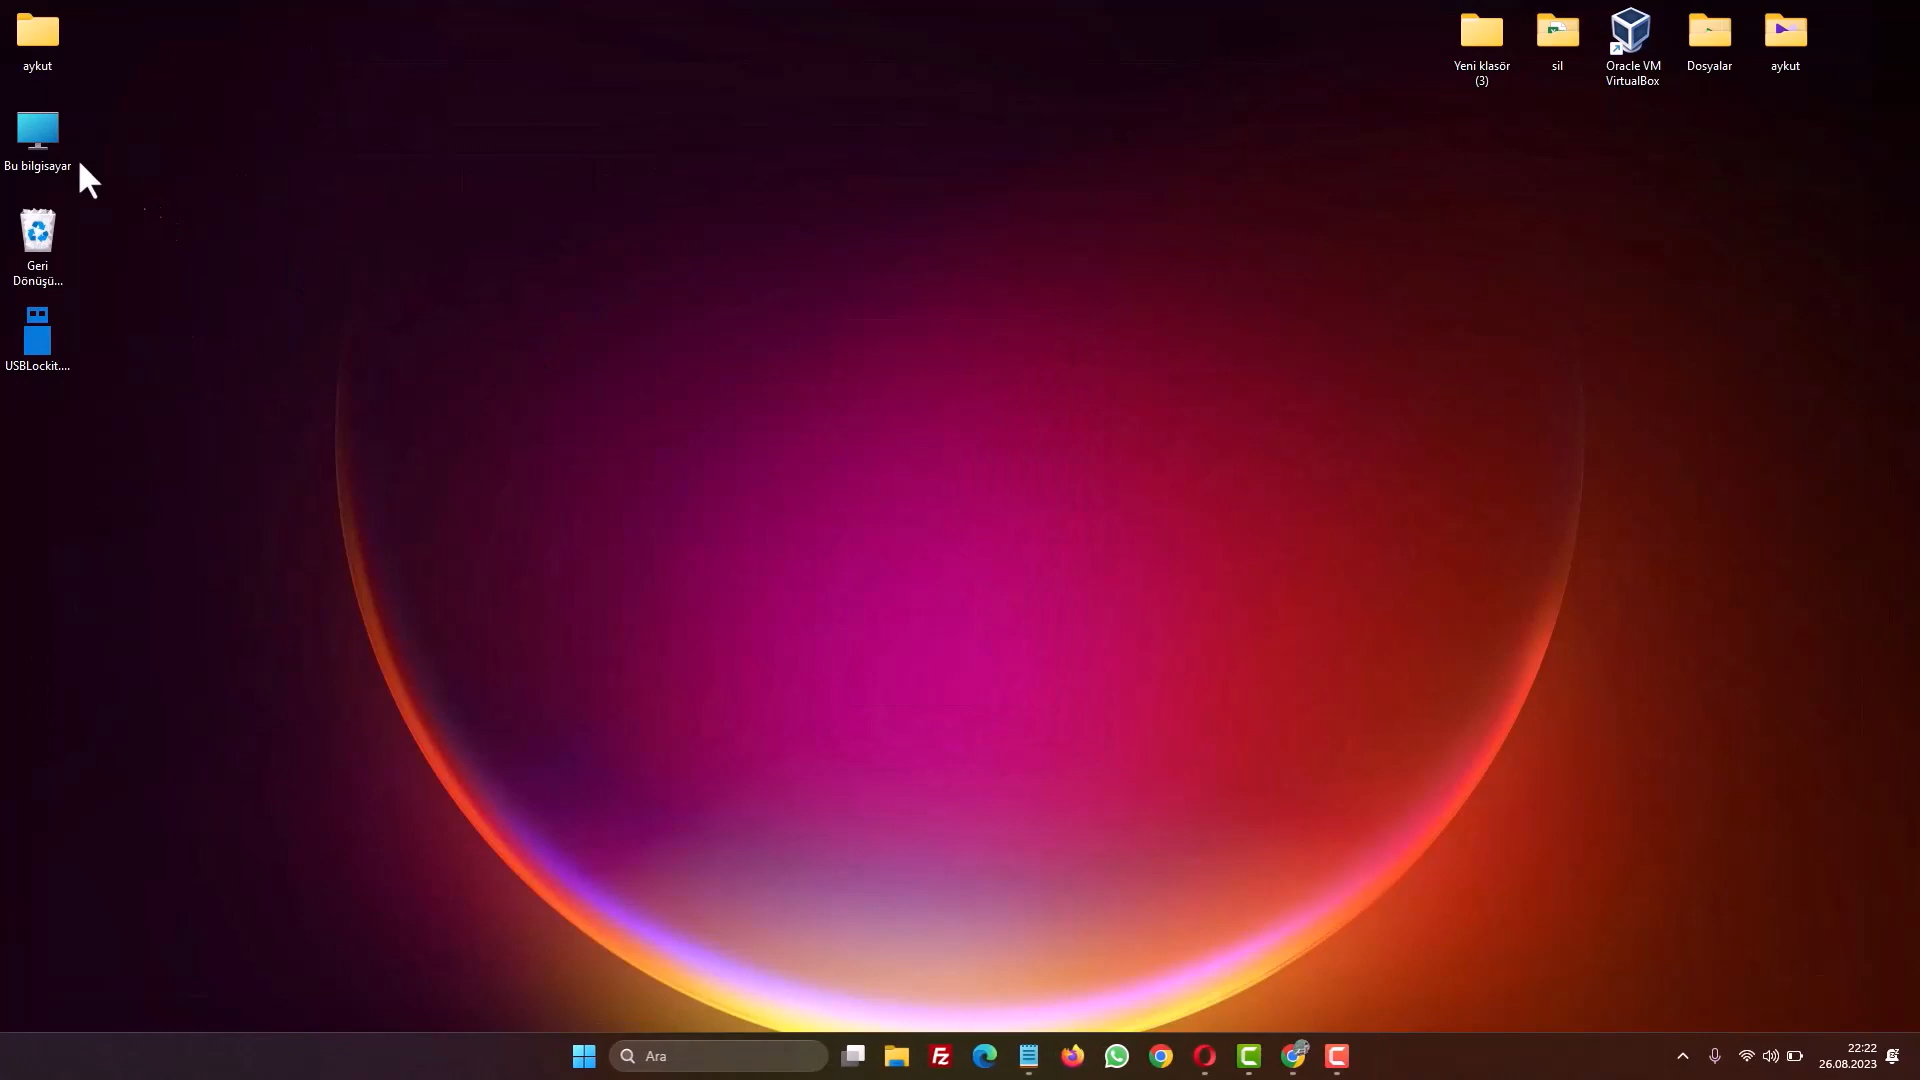 aykut
Bu bilgisayar
Geri
Dönüşü...
USBLockit....
Yeni klasör
(3)
sil
Oracle VM
VirtualBox
Dosyalar
aykut
Ara
22:22
26.08.2023